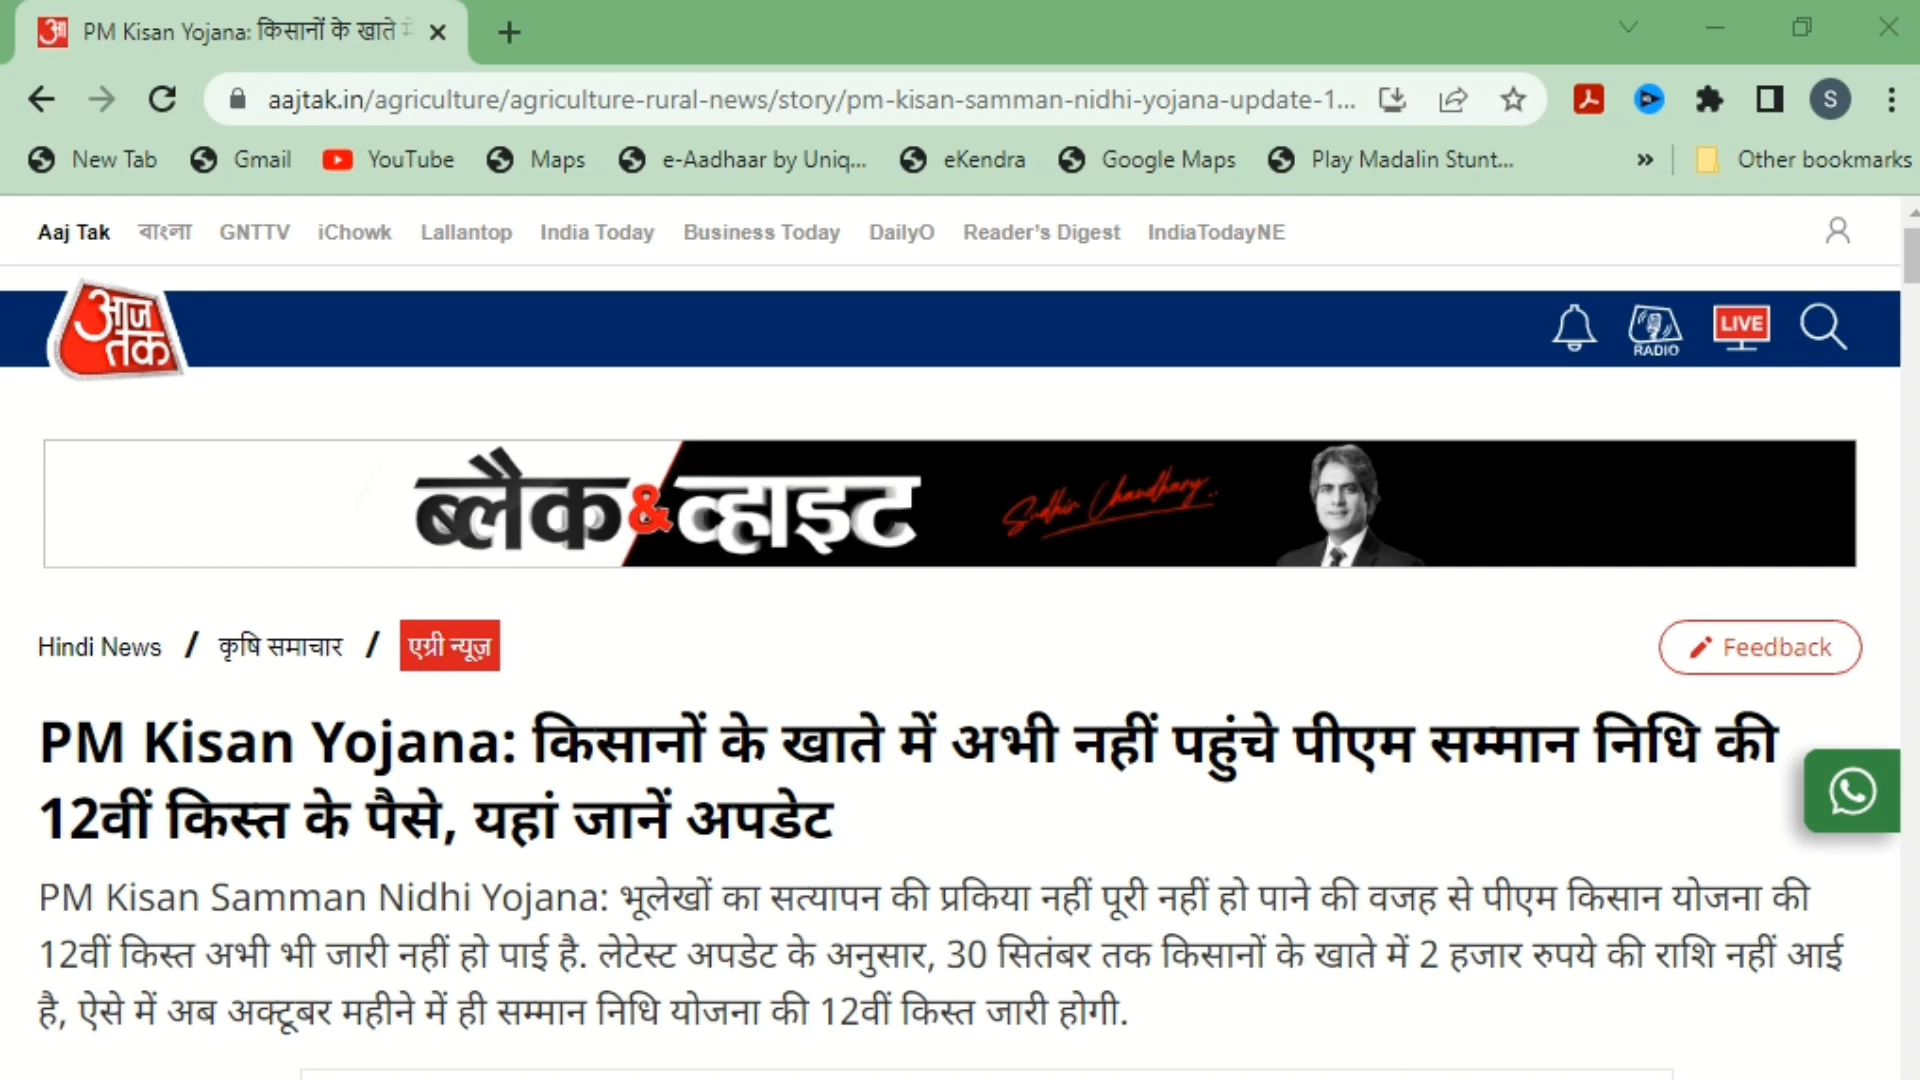 PM Kisan Yojana: किसानों के खाते में
aajtak.in/agriculture/agriculture-rural-news/story/pm-kisan-samman-nidhi-yojana-update-1...
S
New Tab Gmail YouTube Maps e-Aadhaar by Uniq... eKendra Google Maps Play Madalin Stunt... » Other bookmarks
Aaj Tak বাংলা GNTTV iChowk Lallantop India Today Business Today DailyO Reader's Digest IndiaTodayNE
आज
तक
RADIO
LIVE
ब्लैक&व्हाइट
Sudhir Chaudhary..
Hindi News / कृषि समाचार / एग्री न्यूज़
Feedback
PM Kisan Yojana: किसानों के खाते में अभी नहीं पहुंचे पीएम सम्मान निधि की
12वीं किस्त के पैसे, यहां जानें अपडेट
PM Kisan Samman Nidhi Yojana: भूलेखों का सत्यापन की प्रकिया नहीं पूरी नहीं हो पाने की वजह से पीएम किसान योजना की
12वीं किस्त अभी भी जारी नहीं हो पाई है. लेटेस्ट अपडेट के अनुसार, 30 सितंबर तक किसानों के खाते में 2 हजार रुपये की राशि नहीं आई
है, ऐसे में अब अक्टूबर महीने में ही सम्मान निधि योजना की 12वीं किस्त जारी होगी.